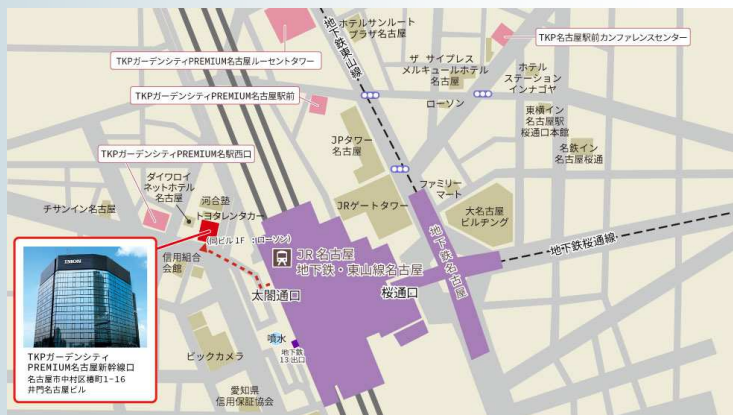 ホテルサンルート
プラザ名古屋
地下鉄東山線
TKP名古屋駅前カンファレンスセンター
TKPガーデンシティPREMIUM名古屋ルーセントタワー
ザ サイプレス
メルキュールホテル
名古屋
ホテル
ステーション
インナゴヤ
TKPガーデンシティPREMIUM名古屋駅前
ローソン
東横イン
名古屋駅
桜通口本館
JPタワー
名古屋
名鉄イン
名古屋桜通
TKPガーデンシティPREMIUM名駅西口
ダイワロイ
ネットホテル
名古屋
ファミリー
マート
河合塾
チサンイン名古屋
トヨタレンタカー
JRゲートタワー
大名古屋
ビルヂング
(同ビル1F :ローソン)
地下鉄名古屋
地下鉄桜通線
IMON
信用組合
会館
JR 名古屋
地下鉄・東山線名古屋
太閤通口
桜通口
噴水
地下鉄
13出口
ビックカメラ
TKPガーデンシティ
PREMIUM名古屋新幹線口
名古屋市中村区椿町1-16
井門名古屋ビル
愛知県
信用保証協会